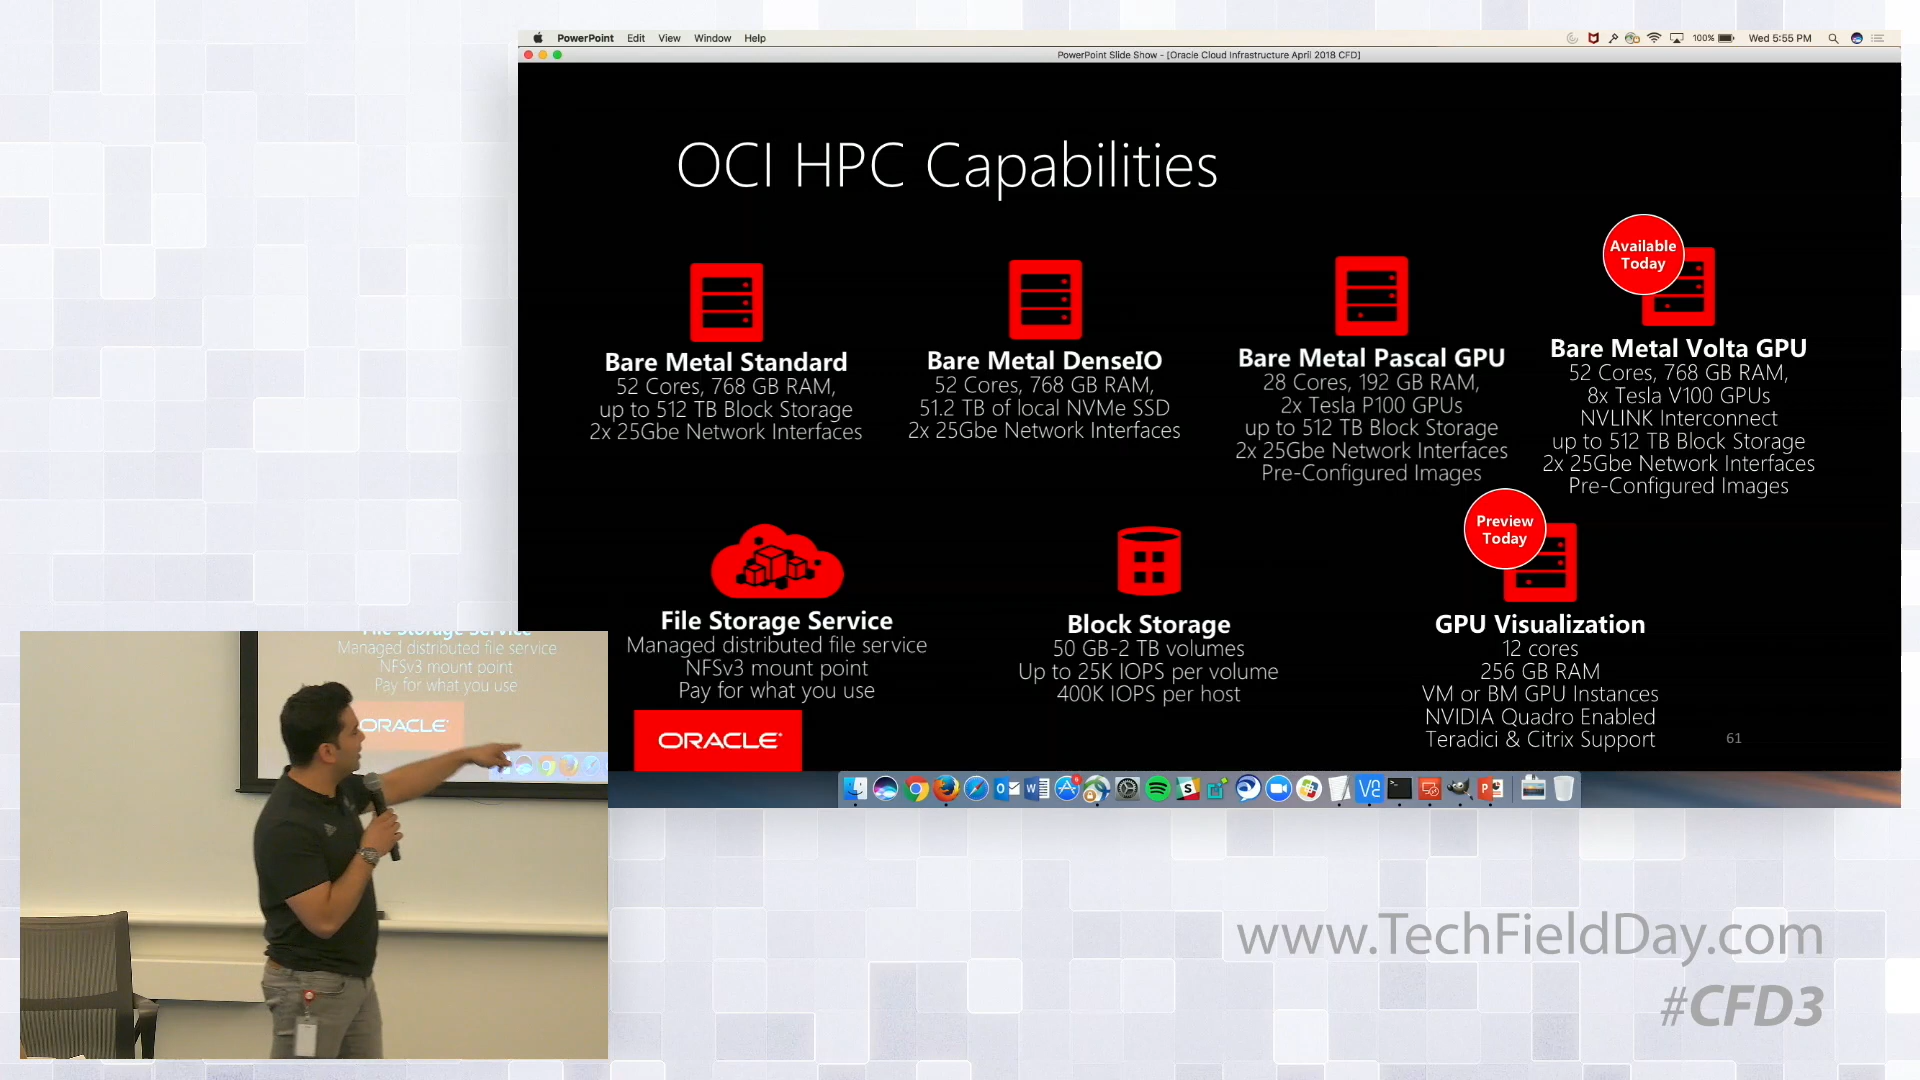 PowerPoint Edit View Window Help
100% Wed 5:55 PM
PowerPoint Slide Show - [Oracle Cloud Infrastructure April 2018 CFD]
OCI HPC Capabilities
Bare Metal Standard
52 Cores, 768 GB RAM,
up to 512 TB Block Storage
2x 25Gbe Network Interfaces
Bare Metal DenseIO
52 Cores, 768 GB RAM,
51.2 TB of local NVMe SSD
2x 25Gbe Network Interfaces
Bare Metal Pascal GPU
28 Cores, 192 GB RAM,
2x Tesla P100 GPUs
up to 512 TB Block Storage
2x 25Gbe Network Interfaces
Pre-Configured Images
Available
Today
Bare Metal Volta GPU
52 Cores, 768 GB RAM,
8x Tesla V100 GPUs
NVLINK Interconnect
up to 512 TB Block Storage
2x 25Gbe Network Interfaces
Pre-Configured Images
File Storage Service
Managed distributed file service
NFSv3 mount point
Pay for what you use
Block Storage
50 GB-2 TB volumes
Up to 25K IOPS per volume
400K IOPS per host
Preview
Today
GPU Visualization
12 cores
256 GB RAM
VM or BM GPU Instances
NVIDIA Quadro Enabled
Teradici & Citrix Support
ORACLE
61
File Storage Service
Managed distributed file service
NFSv3 mount point
Pay for what you use
ORACLE
www.TechFieldDay.com
#CFD3